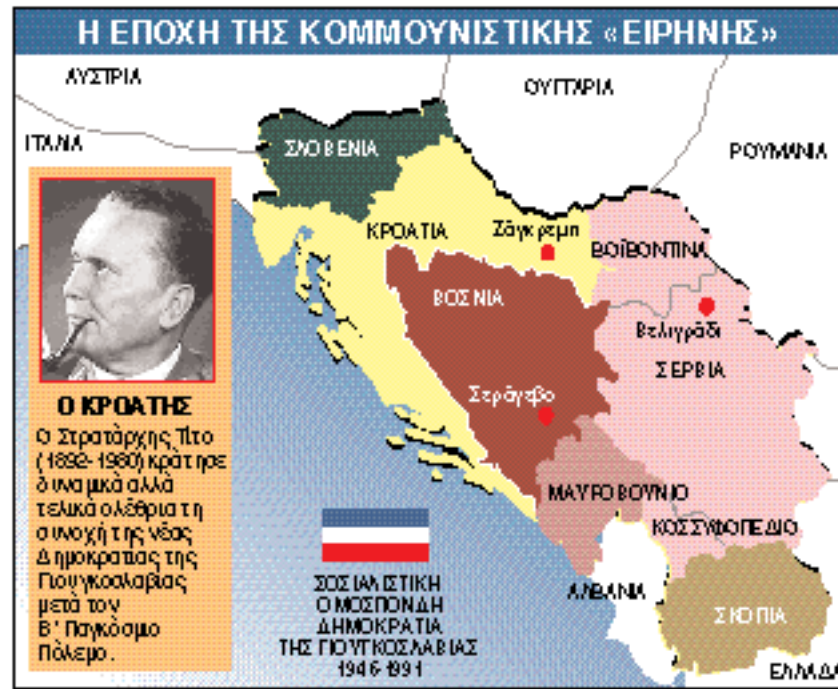 Η ΕΠΟΧΗ ΤΗΣ ΚΟΜΜΟΥΝΙΣΤΙΚΗΣ «ΕΙΡΗΝΗΣ»
ΑΥΣΤΡΙΑ
ΟΥΓΓΑΡΙΑ
ΙΤΑΛΙΑ
ΣΛΟΒΕΝΙΑ
ΡΟΥΜΑΝΙΑ
ΚΡΟΑΤΙΑ
Ζάγκρεμπ
ΒΟΪΒΟΝΤΙΝΑ
ΒΟΣΝΙΑ
Βελιγράδι
ΣΕΡΒΙΑ
Σεράγεβο
ΜΑΥΡΟΒΟΥΝΙΟ
ΚΟΣΣΥΦΟΠΕΔΙΟ
ΑΛΒΑΝΙΑ
ΣΚΟΠΙΑ
ΕΛΛΑΔΑ
Ο ΚΡΟΑΤΗΣ
Ο Στρατάρχης Τίτο
(1892-1980) κράτησε
δυναμικά αλλά
τελικά ολέθρια τη
συνοχή της νέας
Δημοκρατίας της
Γιουγκοσλαβίας
μετά τον
Β' Παγκόσμιο
Πόλεμο.
ΣΟΣΙΑΛΙΣΤΙΚΗ
ΟΜΟΣΠΟΝΔΗ
ΔΗΜΟΚΡΑΤΙΑ
ΤΗΣ ΓΙΟΥΓΚΟΣΛΑΒΙΑΣ
1946-1991